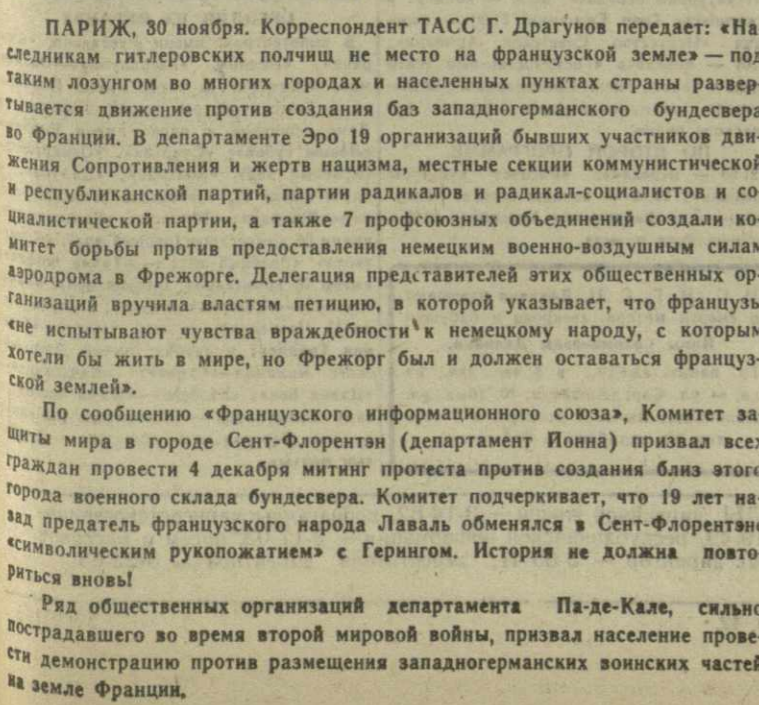 ПАРИЖ, 30 ноября. Корреспондент ТАСС Г. Драгунов передает: «На-
следникам гитлеровских полчищ не место на французской земле» — под
таким лозунгом во многих городах и населенных пунктах страны развер-
тывается движение против создания баз западногерманского бундесвера
во Франции. В департаменте Эро 19 организаций бывших участников дви-
жения Сопротивления и жертв нацизма, местные секции коммунистической
и республиканской партий, партии радикалов и радикал-социалистов и со-
циалистической партии, а также 7 профсоюзных объединений создали ко-
митет борьбы против предоставления немецким военно-воздушным силам
аэродрома в Фрежорге. Делегация представителей этих общественных ор-
ганизаций вручила властям петицию, в которой указывает, что французы
«не испытывают чувства враждебности к немецкому народу, с которым
хотели бы жить в мире, но Фрежорг был и должен оставаться француз-
ской землей».
По сообщению «Французского информационного союза», Комитет за-
щиты мира в городе Сент-Флорентэн (департамент Ионна) призвал всех
граждан провести 4 декабря митинг протеста против создания близ этого
города военного склада бундесвера. Комитет подчеркивает, что 19 лет на-
зад предатель французского народа Лаваль обменялся в Сент-Флорентэне
«символическим рукопожатием» с Герингом. История не должна повто-
риться вновь!
Ряд общественных организаций департамента Па-де-Кале, сильно
пострадавшего во время второй мировой войны, призвал население прове-
сти демонстрацию против размещения западногерманских воинских частей
на земле Франции.